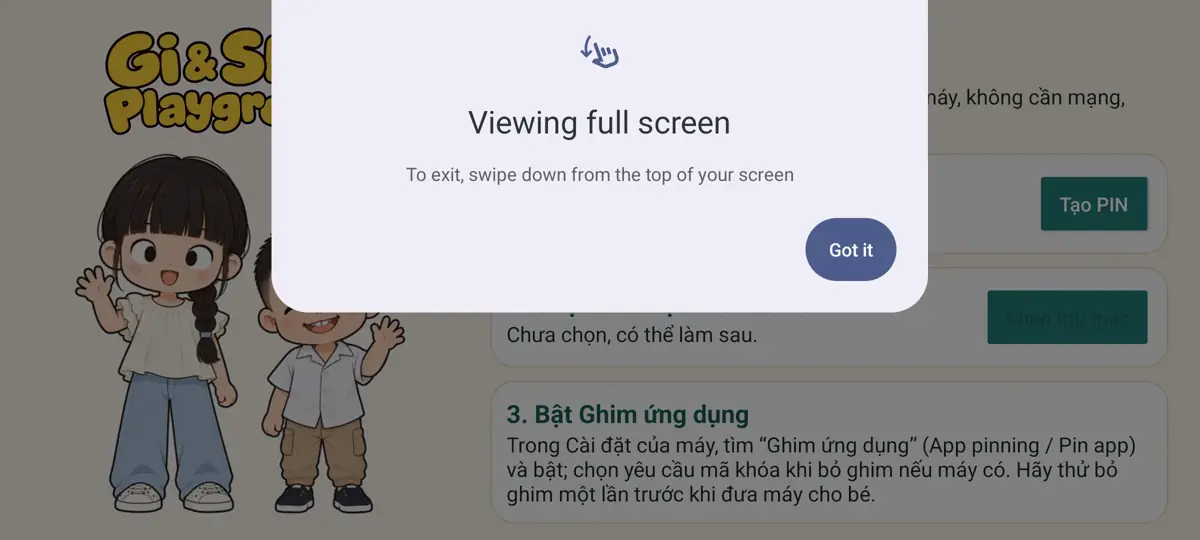 Gi & S
Playgr
Viewing full screen
To exit, swipe down from the top of your screen
Got it
không cần mạng,
Tạo PIN
Chưa chọn, có thể làm sau.
3. Bật Ghim ứng dụng
Trong Cài đặt của máy, tìm “Ghim ứng dụng” (App pinning / Pin app)
và bật; chọn yêu cầu mã khóa khi bỏ ghim nếu máy có. Hãy thử bỏ
ghim một lần trước khi đưa máy cho bé.